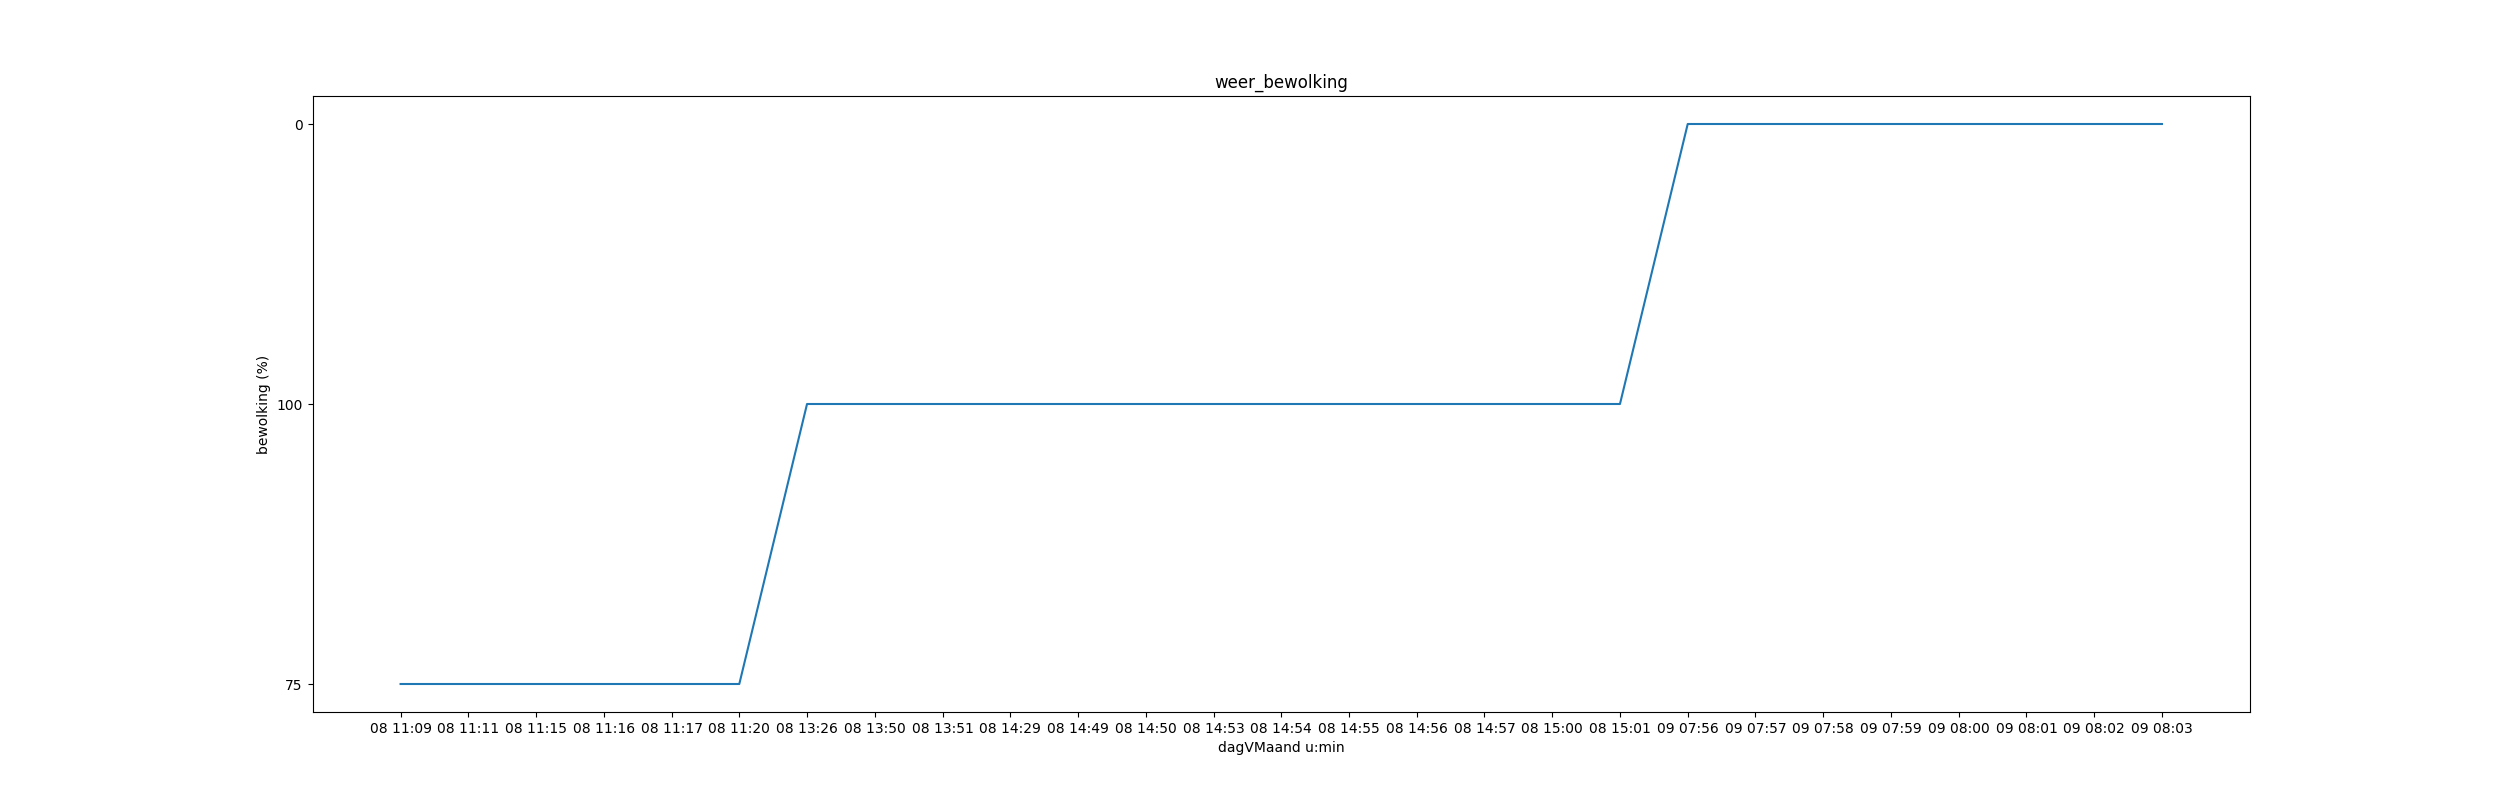 weer_bewolking
0
100
75
bewolking (%)
08 11:09 08 11:11 08 11:15 08 11:16 08 11:17 08 11:20 08 13:26 08 13:50 08 13:51 08 14:29 08 14:49 08 14:50 08 14:53 08 14:54 08 14:55 08 14:56 08 14:57 08 15:00 08 15:01 09 07:56 09 07:57 09 07:58 09 07:59 09 08:00 09 08:01 09 08:02 09 08:03
dagVMaand u:min